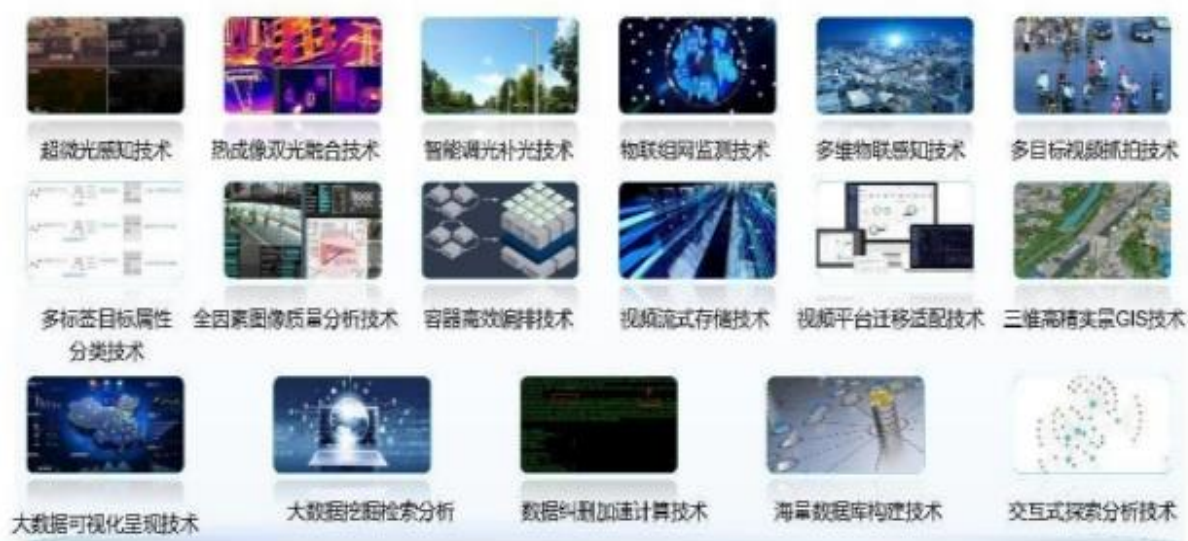 超微光感知技术
热成像双光融合技术
智能调光补光技术
物联组网监测技术
多维物联感知技术
多目标视频抓拍技术
多标签目标属性
分类技术
全因素图像质量分析技术
容器高效编排技术
视频流式存储技术
视频平台迁移适配技术
三维高精实景GIS技术
大数据可视化呈现技术
大数据挖掘检索分析
数据纠删加速计算技术
海量数据库构建技术
交互式探索分析技术